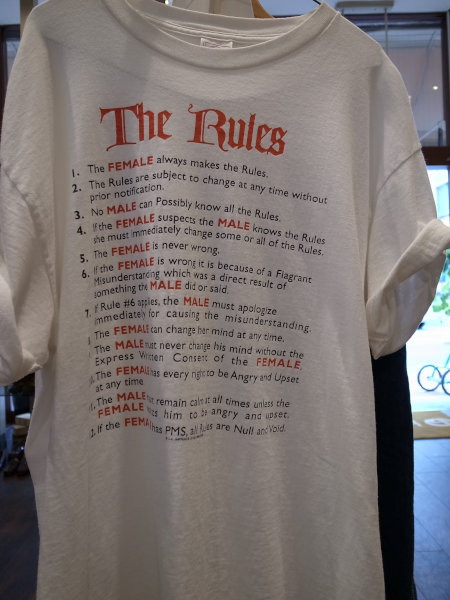 The Rules
1. The FEMALE always makes the Rules.
2. The Rules are subject to change at any time without
prior notification.
3. No MALE can Possibly know all the Rules.
4. If the FEMALE suspects the MALE knows the Rules
she must immediately change some or all of the Rules.
5. The FEMALE is never wrong.
6. If the FEMALE is wrong it is because of a Flagrant
Misunderstanding which was a direct result of
something the MALE did or said.
7. If Rule #6 applies, the MALE must apologize
immediately for causing the misunderstanding.
8. The FEMALE can change her mind at any time.
9. The MALE must never change his mind without the
Express Written Consent of the FEMALE.
10. The FEMALE has every right to be Angry and Upset
at any time.
11. The MALE must remain calm at all times unless the
FEMALE wants him to be angry and upset.
12. If the FEMALE has PMS, all Rules are Null and Void.